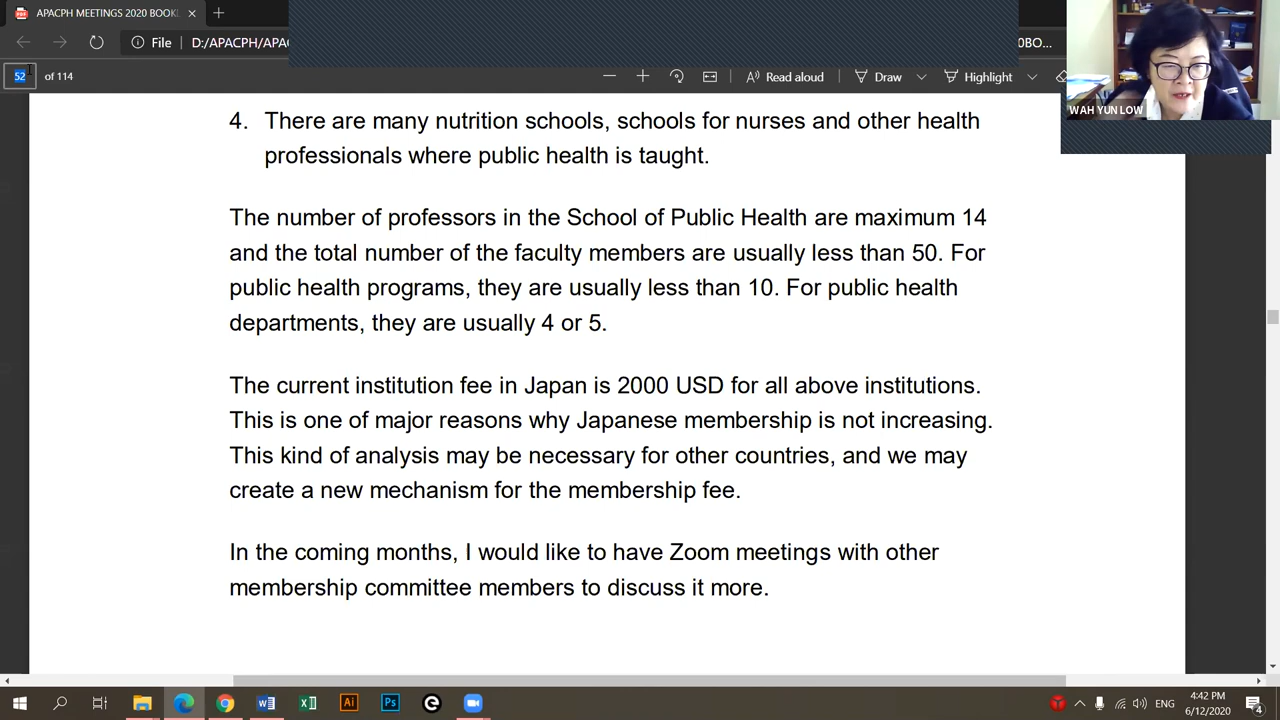 APACPH MEETINGS 2020 BOOKL
File
D:/APACPH/APAC
0BO...
52
of 114
Read aloud
Draw
Highlight
WAH YUN LOW
4. There are many nutrition schools, schools for nurses and other health
professionals where public health is taught.
The number of professors in the School of Public Health are maximum 14
and the total number of the faculty members are usually less than 50. For
public health programs, they are usually less than 10. For public health
departments, they are usually 4 or 5.
The current institution fee in Japan is 2000 USD for all above institutions.
This is one of major reasons why Japanese membership is not increasing.
This kind of analysis may be necessary for other countries, and we may
create a new mechanism for the membership fee.
In the coming months, I would like to have Zoom meetings with other
membership committee members to discuss it more.
Ai
Ps
ENG
4:42 PM
6/12/2020
4